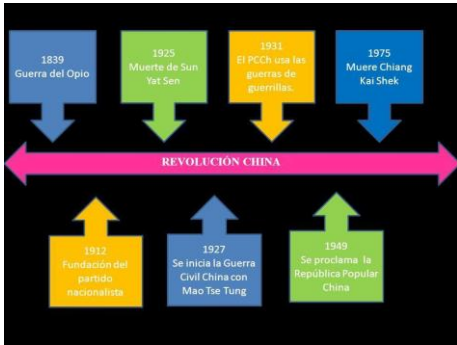 1839
Guerra del Opio
1925
Muerte de Sun
Yat Sen
1931
El PCCh usa las
guerras de
guerrillas.
1975
Muere Chiang
Kai Shek
REVOLUCIÓN CHINA
1912
Fundación del
partido
nacionalista
1927
Se inicia la Guerra
Civil China con
Mao Tse Tung
1949
Se proclama la
República Popular
China